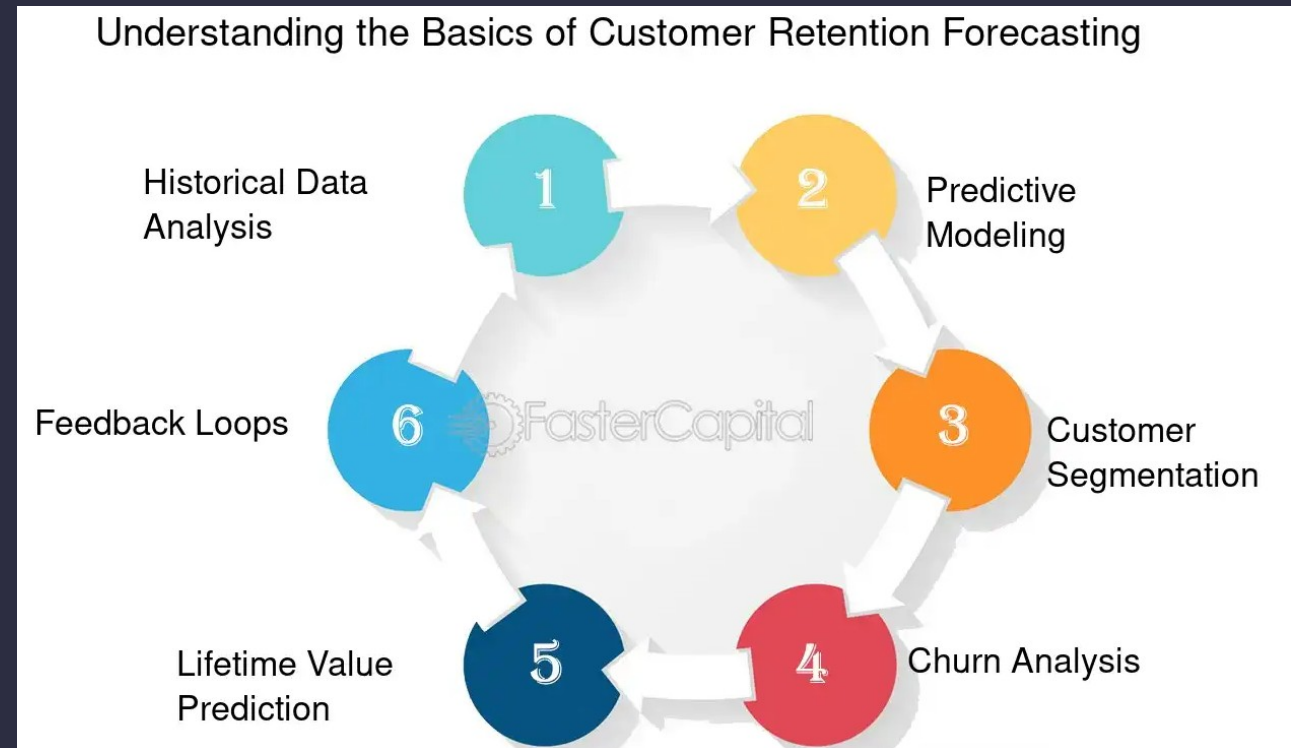 Understanding the Basics of Customer Retention Forecasting
1
Historical Data
Analysis
2
Predictive
Modeling
3
Customer
Segmentation
4
Churn Analysis
5
Lifetime Value
Prediction
6
Feedback Loops
FasterCapital